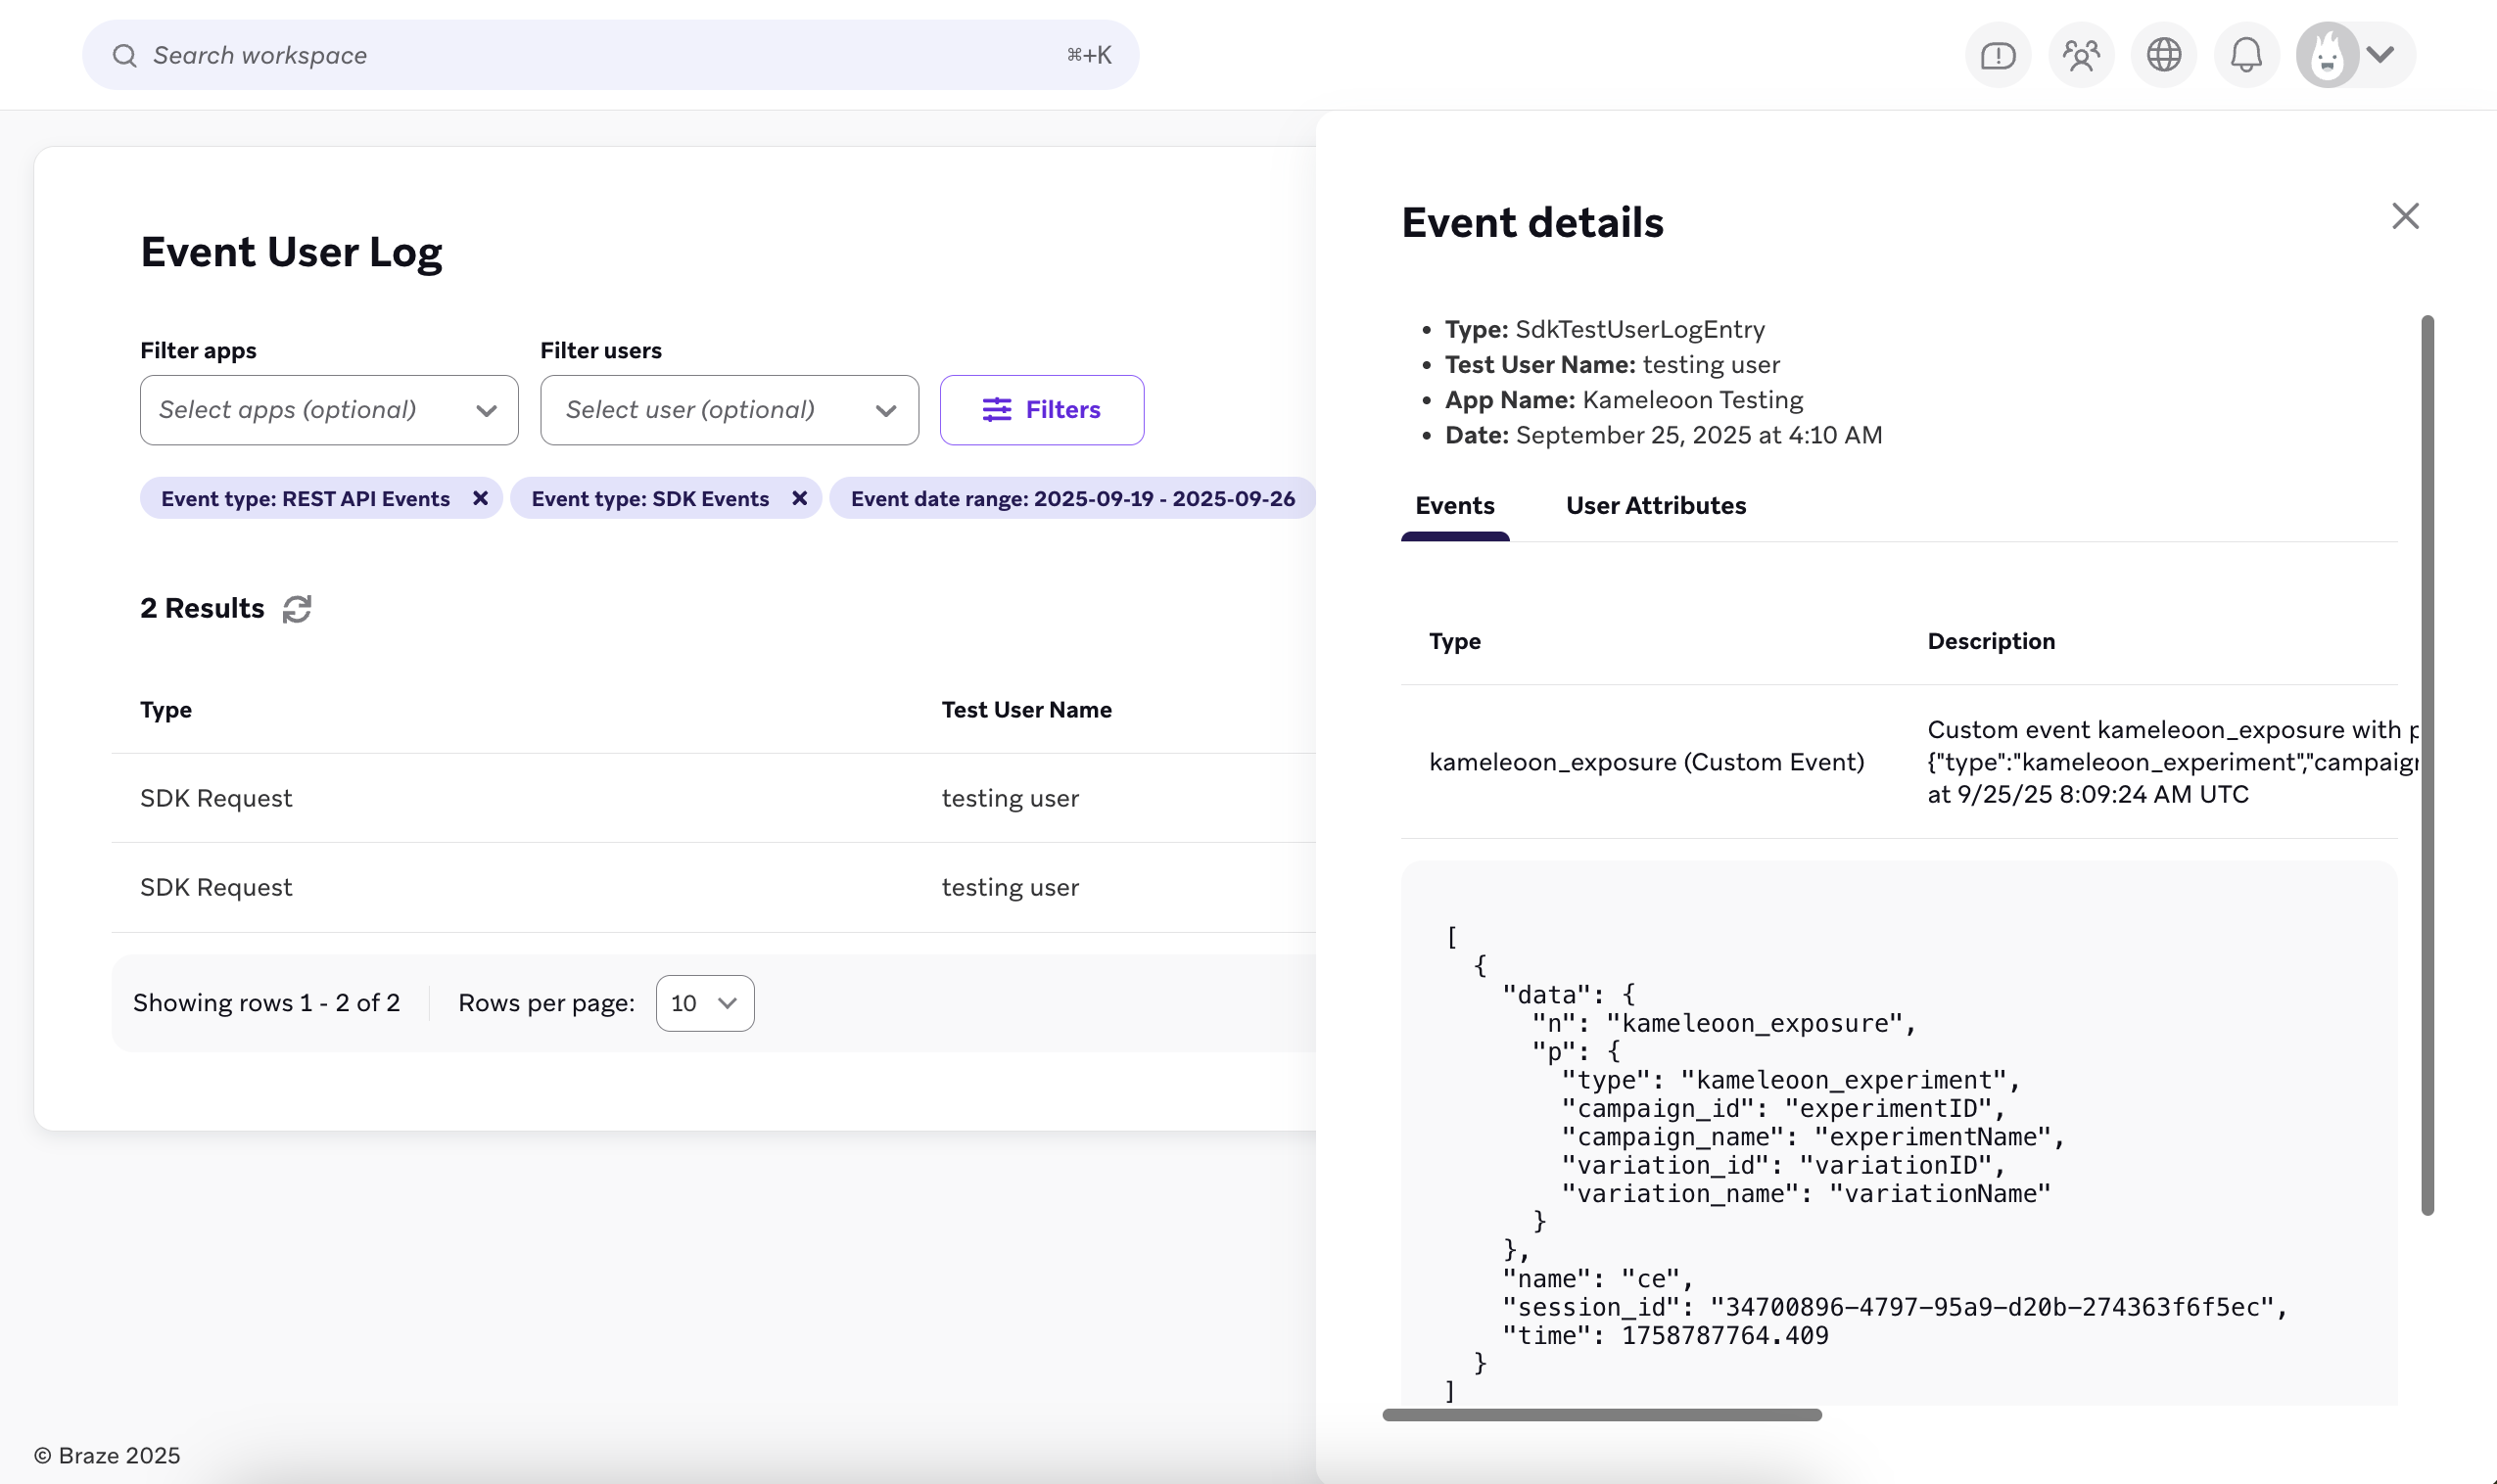 Search workspace
⌘+K
Event User Log
Filter apps
Filter users
Select apps (optional)
Select user (optional)
Filters
Event type: REST API Events
Event type: SDK Events
Event date range: 2025-09-19 - 2025-09-26
2 Results
Type
Test User Name
SDK Request
testing user
SDK Request
testing user
Showing rows 1 - 2 of 2
Rows per page:
10
© Braze 2025
Event details
• Type: SdkTestUserLogEntry
• Test User Name: testing user
• App Name: Kameleoon Testing
• Date: September 25, 2025 at 4:10 AM
Events
User Attributes
Type
Description
kameleoon_exposure (Custom Event)
Custom event kameleoon_exposure with
{"type":"kameleoon_experiment","campaig
at 9/25/25 8:09:24 AM UTC
[
{
"data": {
"n": "kameleoon_exposure",
"p": {
"type": "kameleoon_experiment",
"campaign_id": "experimentID",
"campaign_name": "experimentName",
"variation_id": "variationID",
"variation_name": "variationName"
}
},
"name": "ce",
"session_id": "34700896-4797-95a9-d20b-274363f6f5ec",
"time": 1758787764.409
}
]